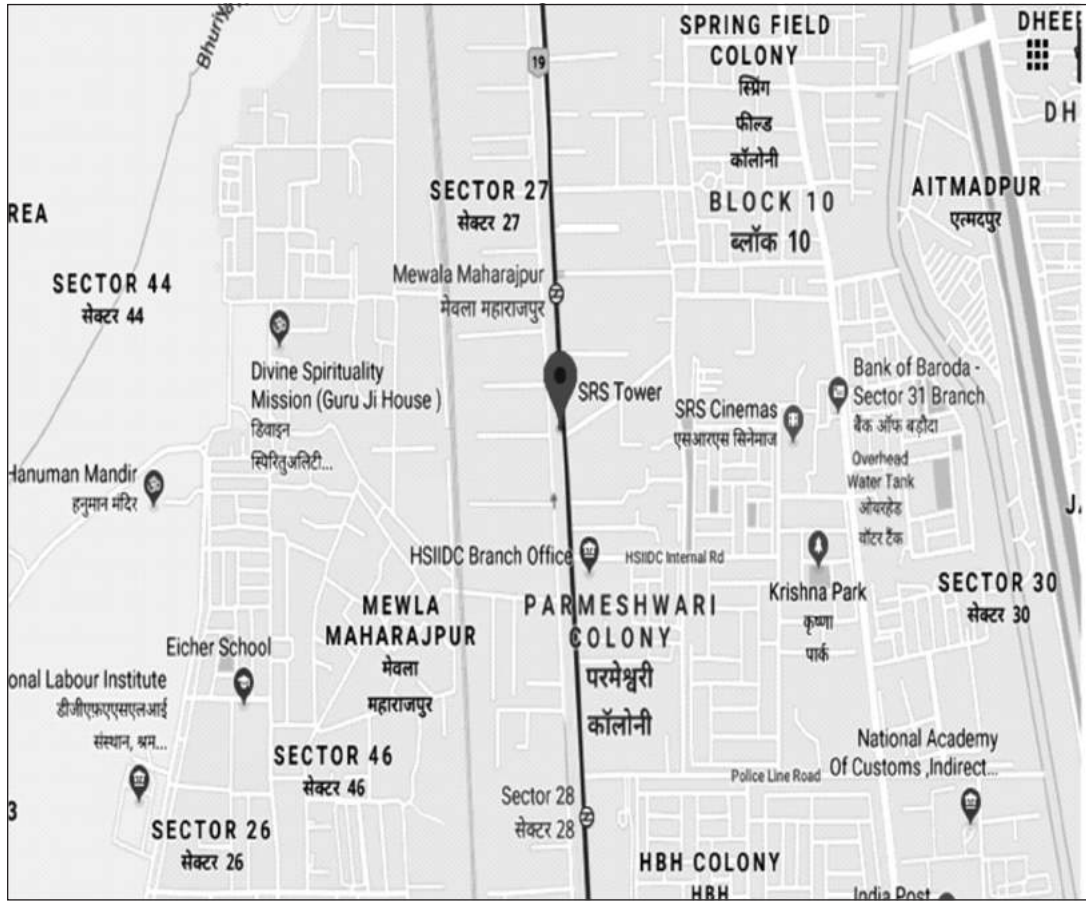 Bhuriya
19
SPRING FIELD
COLONY
स्प्रिंग
फील्ड
कॉलोनी
DHEE
DH
SECTOR 27
सेक्टर 27
BLOCK 10
ब्लॉक 10
AITMADPUR
एत्मदपुर
REA
SECTOR 44
सेक्टर 44
Mewala Maharajpur
मेवला महाराजपुर
Divine Spirituality
Mission (Guru Ji House )
डिवाइन
स्पिरितुअलिटी...
SRS Tower
SRS Cinemas
एसआरएस सिनेमाज
Bank of Baroda -
Sector 31 Branch
बैंक ऑफ बड़ौदा
Overhead
Water Tank
ओवरहेड
वॉटर टैंक
Hanuman Mandir
हनुमान मंदिर
J
HSIIDC Branch Office
HSIIDC Internal Rd
Krishna Park
कृष्णा
पार्क
SECTOR 30
सेक्टर 30
MEWLA
MAHARAJPUR
मेवला
महाराजपुर
PARMESHWARI
COLONY
परमेश्वरी
कॉलोनी
Eicher School
onal Labour Institute
डीजीएफ़एएसएलआई
संस्थान, श्रम...
SECTOR 46
सेक्टर 46
National Academy
Of Customs ,Indirect...
Police Line Road
Sector 28
सेक्टर 28
3
SECTOR 26
सेक्टर 26
HBH COLONY
HBH
India Post